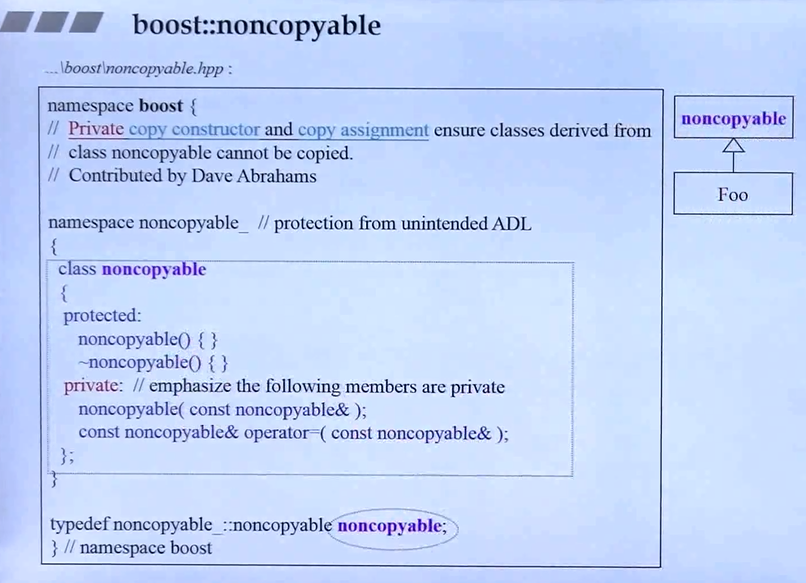 boost::noncopyable
...\boost\noncopyable.hpp :
namespace boost {
// Private copy constructor and copy assignment ensure classes derived from
// class noncopyable cannot be copied.
// Contributed by Dave Abrahams
namespace noncopyable_ // protection from unintended ADL
{
class noncopyable
{
protected:
noncopyable() { }
~noncopyable() { }
private: // emphasize the following members are private
noncopyable( const noncopyable& );
const noncopyable& operator=( const noncopyable& );
};
}
typedef noncopyable_::noncopyable noncopyable;
} // namespace boost
noncopyable
Foo